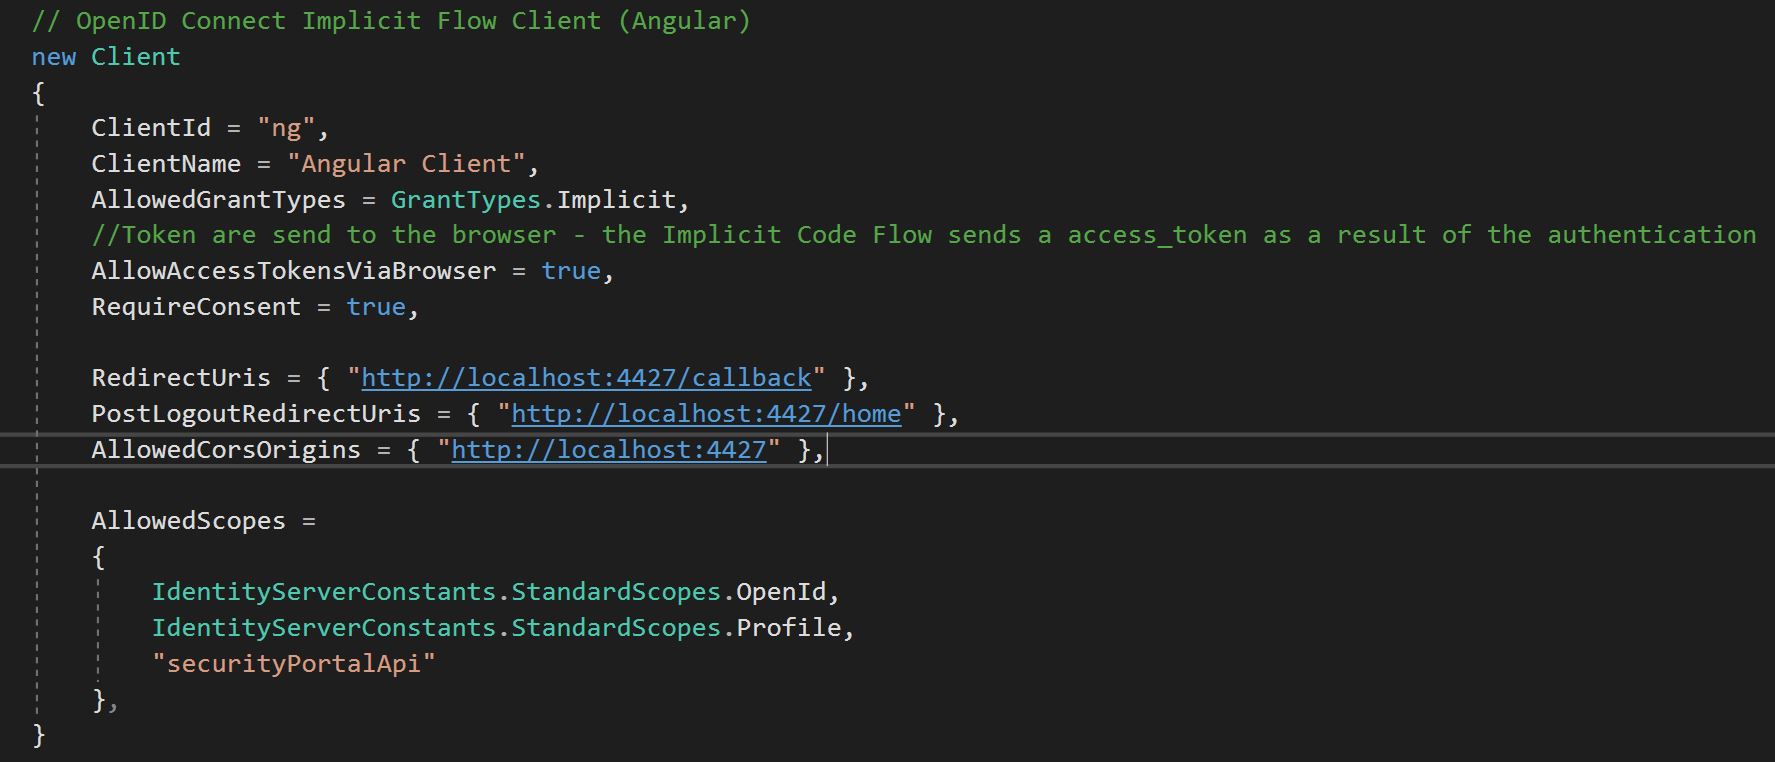 // OpenID Connect Implicit Flow Client (Angular)
new Client
{
    ClientId = "ng",
    ClientName = "Angular Client",
    AllowedGrantTypes = GrantTypes.Implicit,
    //Token are send to the browser - the Implicit Code Flow sends a access_token as a result of the authentication
    AllowAccessTokensViaBrowser = true,
    RequireConsent = true,

    RedirectUris = { "http://localhost:4427/callback" },
    PostLogoutRedirectUris = { "http://localhost:4427/home" },
    AllowedCorsOrigins = { "http://localhost:4427" },

    AllowedScopes =
    {
        IdentityServerConstants.StandardScopes.OpenId,
        IdentityServerConstants.StandardScopes.Profile,
        "securityPortalApi"
    },
}